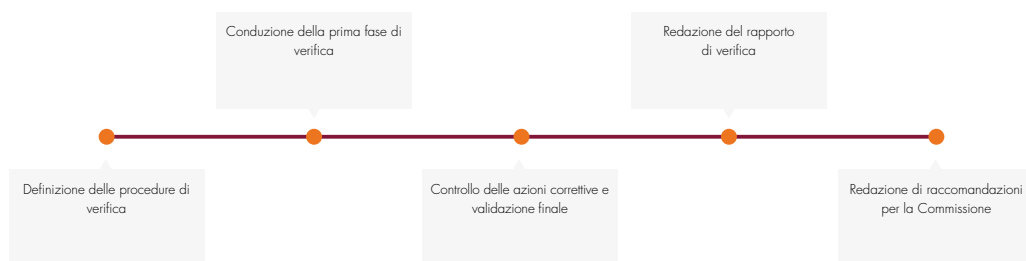 Conduzione della prima fase di
verifica
Redazione del rapporto
di verifica
Definizione delle procedure di
verifica
Controllo delle azioni correttive e
validazione finale
Redazione di raccomandazioni
per la Commissione